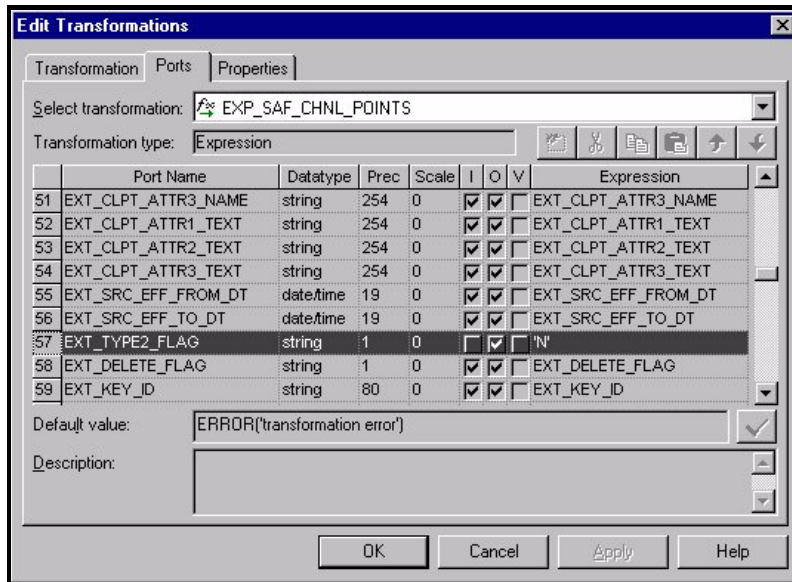 Edit Transformations
Transformation Ports Properties
Select transformation: EXP_SAF_CHNL_POINTS
Transformation type: Expression
Port Name Datatype Prec Scale I O V Expression
51 EXT_CLPT_ATTR3_NAME string 254 0 EXT_CLPT_ATTR3_NAME
52 EXT_CLPT_ATTR1_TEXT string 254 0 EXT_CLPT_ATTR1_TEXT
53 EXT_CLPT_ATTR2_TEXT string 254 0 EXT_CLPT_ATTR2_TEXT
54 EXT_CLPT_ATTR3_TEXT string 254 0 EXT_CLPT_ATTR3_TEXT
55 EXT_SRC_EFF_FROM_DT date/time 19 0 EXT_SRC_EFF_FROM_DT
56 EXT_SRC_EFF_TO_DT date/time 19 0 EXT_SRC_EFF_TO_DT
57 EXT_TYPE2_FLAG string 1 0 'N'
58 EXT_DELETE_FLAG string 1 0 EXT_DELETE_FLAG
59 EXT_KEY_ID string 80 0 EXT_KEY_ID
Default value: ERROR('transformation error')
Description:
OK Cancel Apply Help